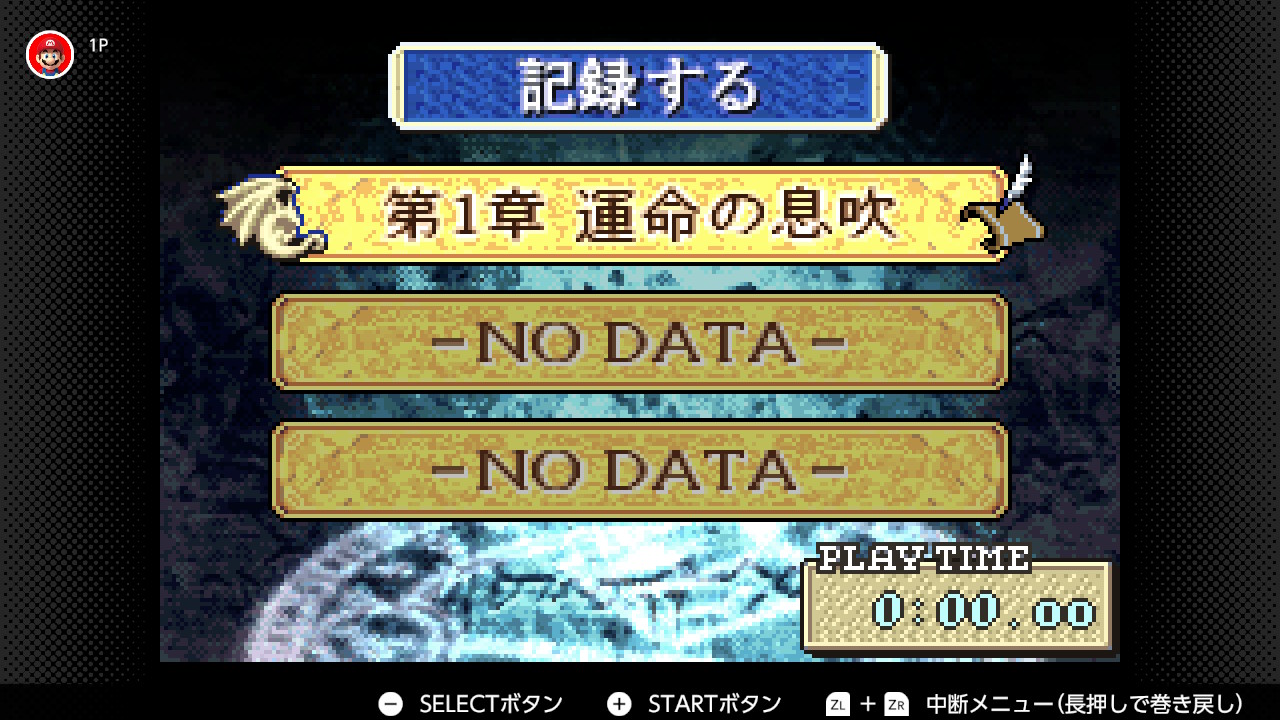 1P
記録する
第1章 運命の息吹
-NO DATA-
-NO DATA-
PLAY TIME
0:00.00
- SELECTボタン + STARTボタン ZL + ZR 中断メニュー(長押しで巻き戻し)